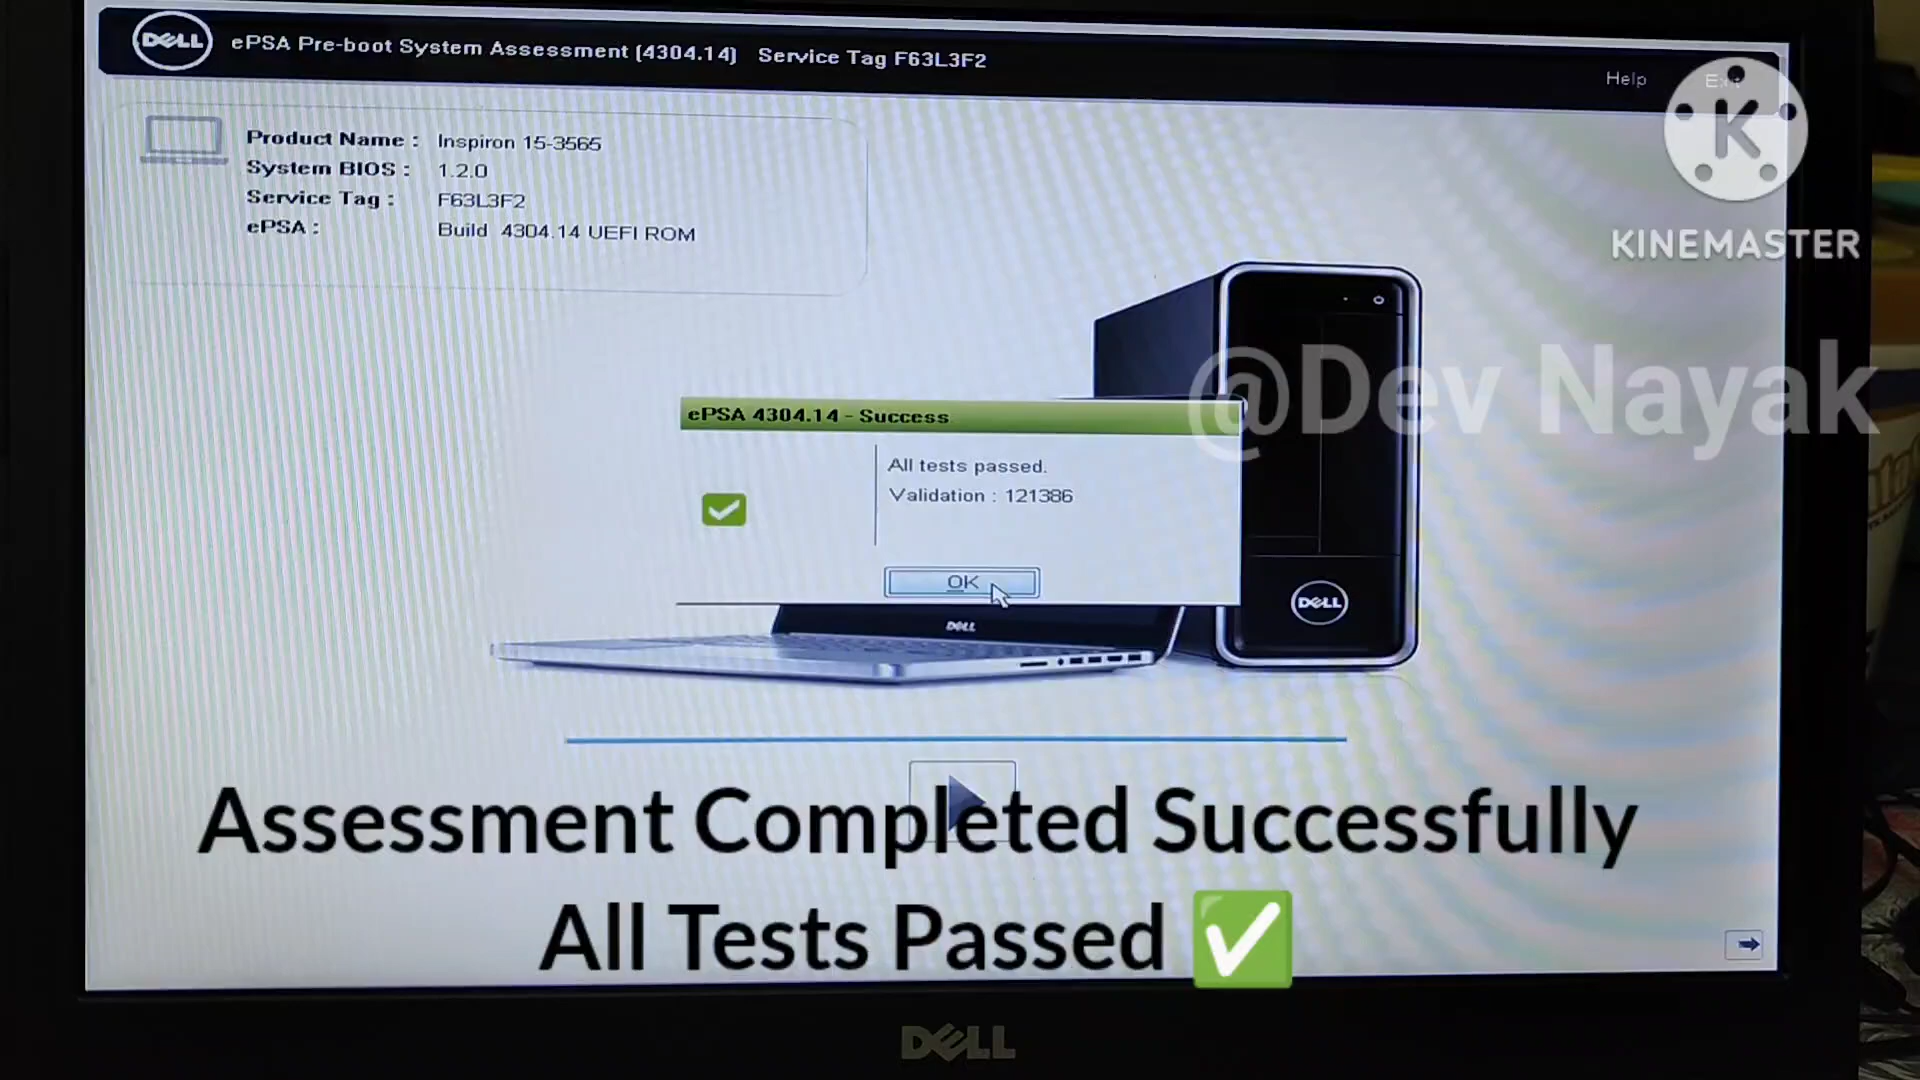 DELL ePSA Pre-boot System Assessment (4304.14) Service Tag F63L3F2
Help Exit
Product Name : Inspiron 15-3565
System BIOS : 1.2.0
Service Tag : F63L3F2
ePSA : Build 4304.14 UEFI ROM
K
KINEMASTER
@Dev Nayak
ePSA 4304.14 - Success
All tests passed.
Validation : 121386
OK
DELL
DELL
Assessment Completed Successfully
All Tests Passed ✅
DELL